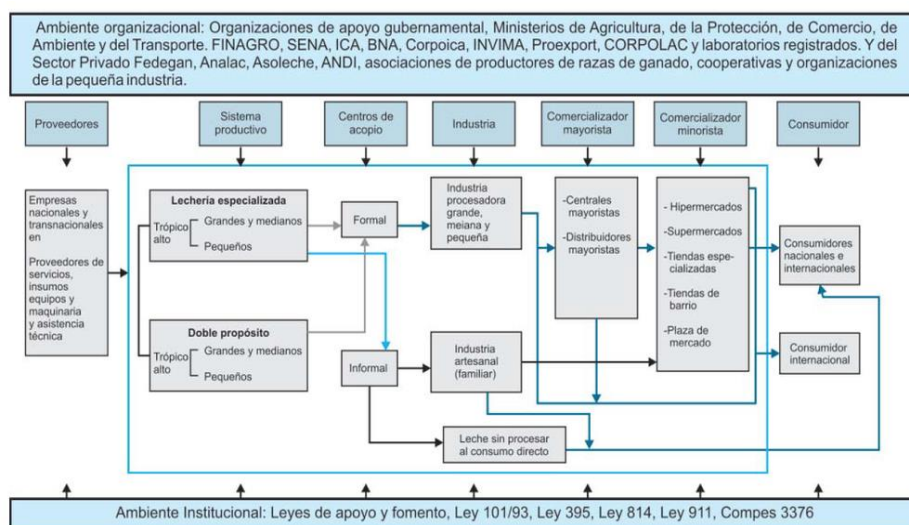 Ambiente organizacional: Organizaciones de apoyo gubernamental, Ministerios de Agricultura, de la Protección, de Comercio, de
Ambiente y del Transporte. FINAGRO, SENA, ICA, BNA, Corpoica, INVIMA, Proexport, CORPOLAC y laboratorios registrados. Y del
Sector Privado Fedegan, Analac, Asoleche, ANDI, asociaciones de productores de razas de ganado, cooperativas y organizaciones
de la pequeña industria.
Proveedores
Sistema
productivo
Centros de
acopio
Industria
Comercializador
mayorista
Comercializador
minorista
Consumidor
Empresas
nacionales y
transnacionales
en
Proveedores de
servicios,
insumos
equipos y
maquinaria
y asistencia
técnica
Lechería especializada
Trópico
alto
Grandes y medianos
Pequeños
Doble propósito
Trópico
alto
Grandes y medianos
Pequeños
Formal
Informal
Industria
procesadora
grande,
meiana y
pequeña
Industria
artesanal
(familiar)
Leche sin procesar
al consumo directo
-Centrales
mayoristas
-Distribuidores
mayoristas
- Hipermercados
-Supermercados
-Tiendas espe-
cializadas
-Tiendas de
barrio
-Plaza de
mercado
Consumidores
nacionales e
internacionales
Consumidor
internacional
Ambiente Institucional: Leyes de apoyo y fomento, Ley 101/93, Ley 395, Ley 814, Ley 911, Compes 3376